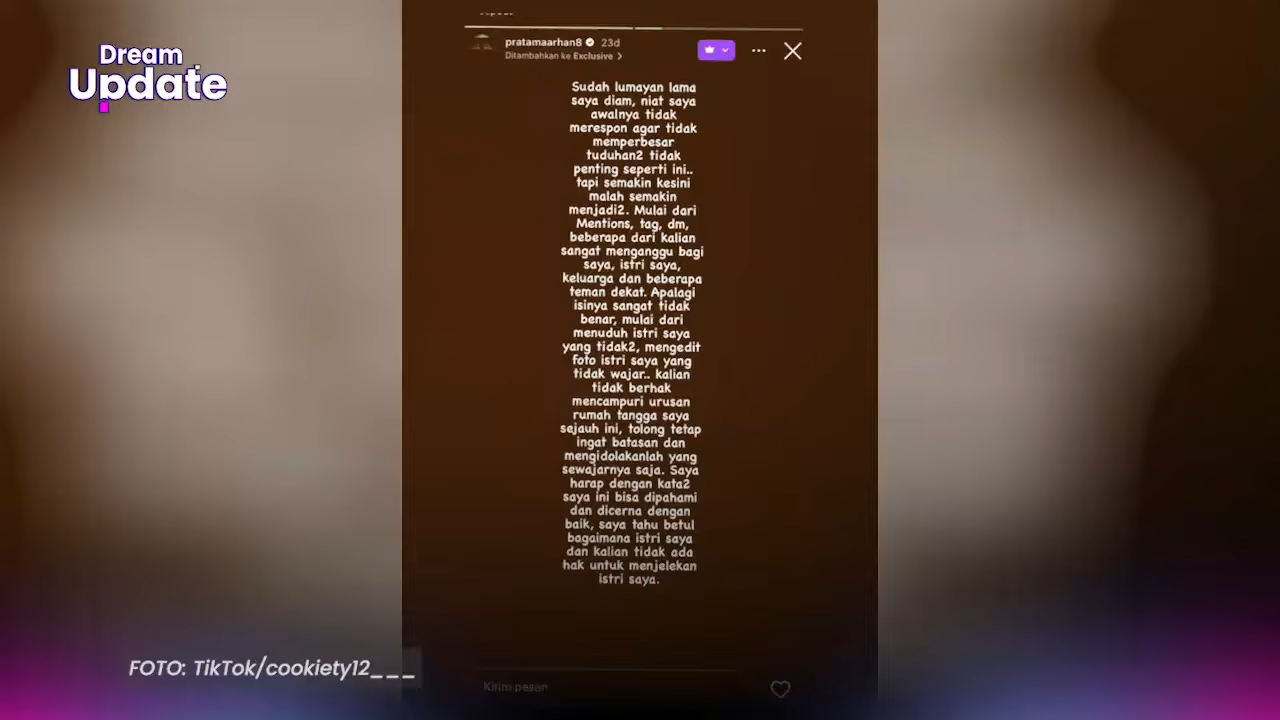 Dream
Update
pratamaarhan8 23d
Ditambahkan ke Exclusive >
Sudah lumayan lama
saya diam, niat saya
awalnya tidak
merespon agar tidak
memperbesar
tuduhan2 tidak
penting seperti ini..
tapi semakin kesini
malah semakin
menjadi2. Mulai dari
Mentions, tag, dm,
beberapa dari kalian
sangat menganggu bagi
saya, istri saya,
keluarga dan beberapa
teman dekat. Apalagi
isinya sangat tidak
benar, mulai dari
menuduh istri saya
yang tidak2, mengedit
foto istri saya yang
tidak wajar.. kalian
tidak berhak
mencampuri urusan
rumah tangga saya
sejauh ini, tolong tetap
ingat batasan dan
mengidolakanlah yang
sewajarnya saja. Saya
harap dengan kata2
saya ini bisa dipahami
dan dicerna dengan
baik, saya tahu betul
bagaimana istri saya
dan kalian tidak ada
hak untuk menjelekan
istri saya.
Kirim pesan
FOTO: TikTok/cookiety12___